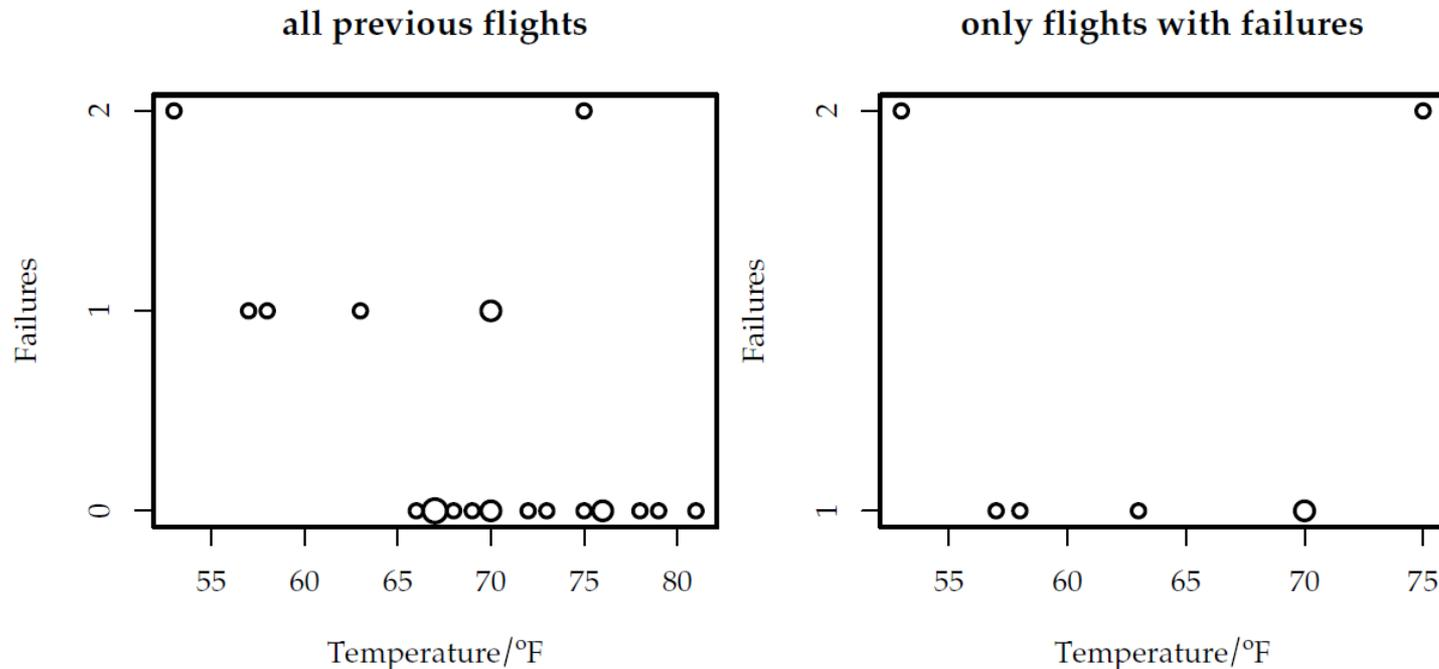 all previous flights
2
1
0
Failures
55 60 65 70 75 80
Temperature/°F
only flights with failures
2
1
Failures
55 60 65 70 75
Temperature/°F